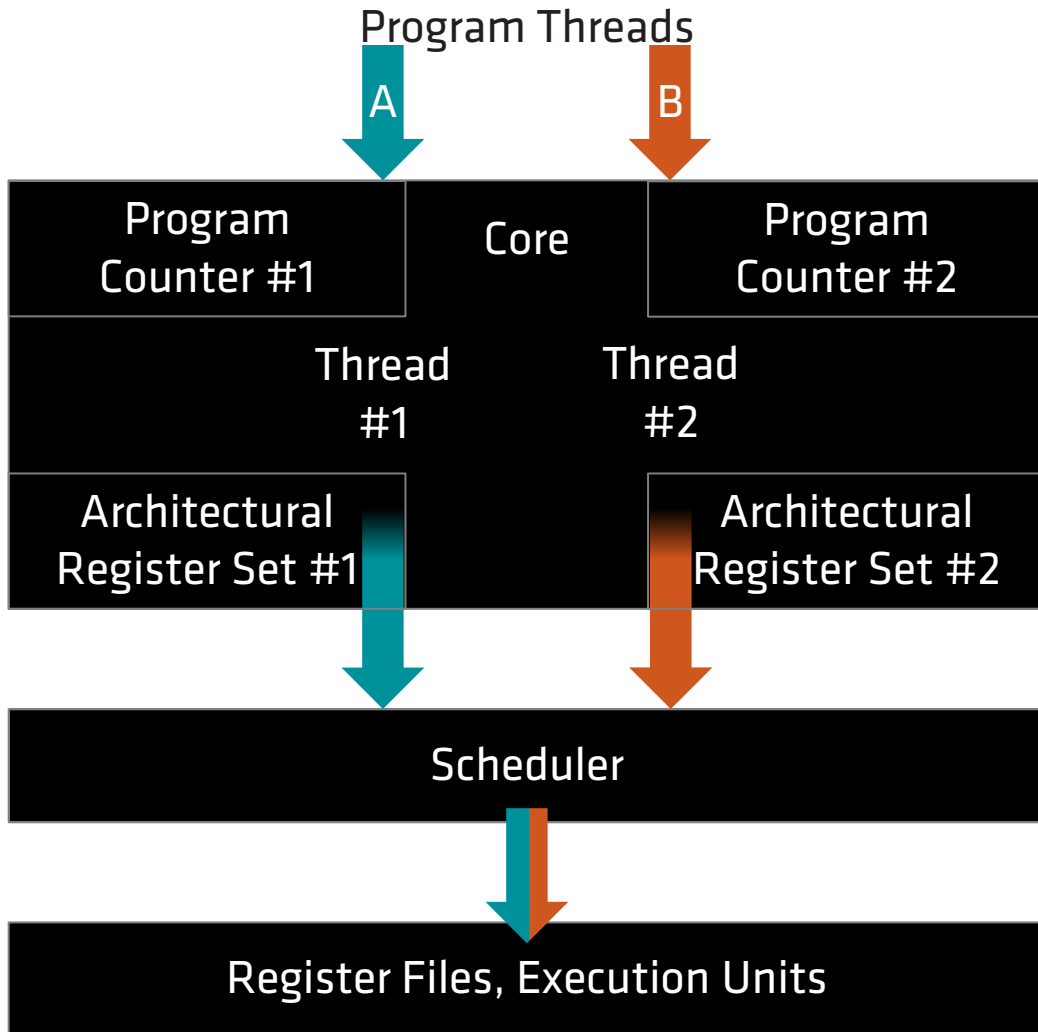 Program Threads
A
B
Program
Counter #1
Core
Program
Counter #2
Thread
#1
Thread
#2
Architectural
Register Set #1
Architectural
Register Set #2
Scheduler
Register Files, Execution Units